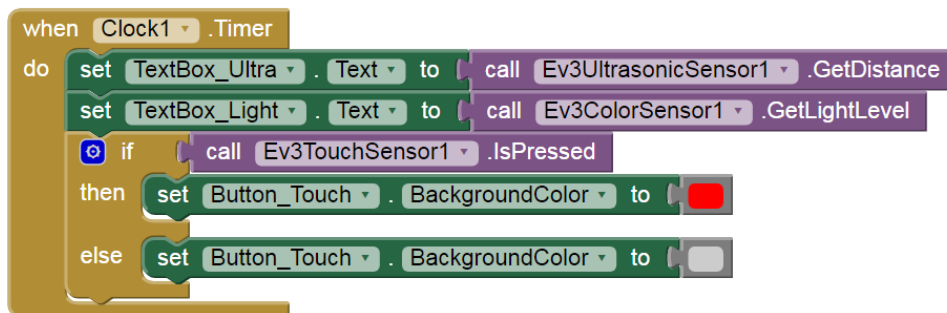 when Clock1 .Timer
do set TextBox_Ultra . Text to call Ev3UltrasonicSensor1 .GetDistance
set TextBox_Light . Text to call Ev3ColorSensor1 .GetLightLevel
if call Ev3TouchSensor1 .IsPressed
then set Button_Touch . BackgroundColor to
else set Button_Touch . BackgroundColor to